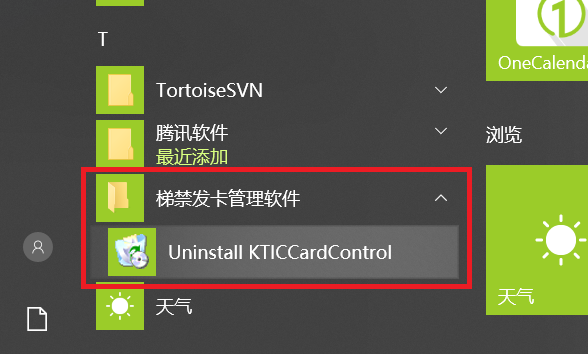 T
OneCalenda
TortoiseSVN
腾讯软件
最近添加
浏览
梯禁发卡管理软件
Uninstall KTICCardControl
天气
天气